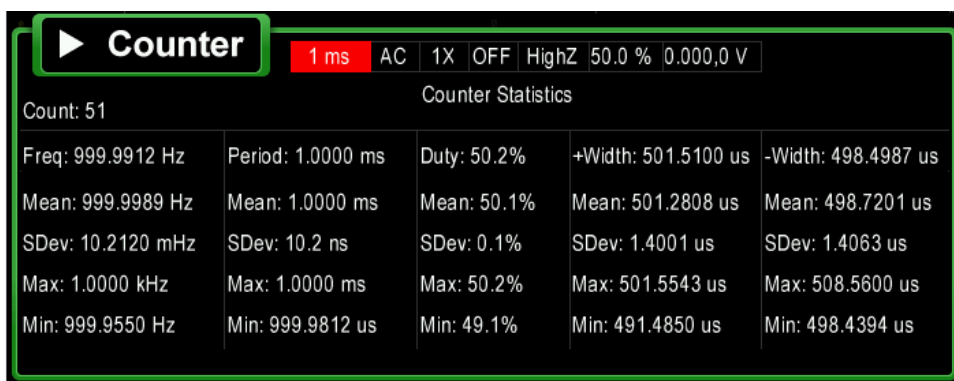 Counter
1 ms AC 1X OFF HighZ 50.0 % 0.000,0 V
Counter Statistics
Count: 51
Freq: 999.9912 Hz Period: 1.0000 ms Duty: 50.2% +Width: 501.5100 us -Width: 498.4987 us
Mean: 999.9989 Hz Mean: 1.0000 ms Mean: 50.1% Mean: 501.2808 us Mean: 498.7201 us
SDev: 10.2120 mHz SDev: 10.2 ns SDev: 0.1% SDev: 1.4001 us SDev: 1.4063 us
Max: 1.0000 kHz Max: 1.0000 ms Max: 50.2% Max: 501.5543 us Max: 508.5600 us
Min: 999.9550 Hz Min: 999.9812 us Min: 49.1% Min: 491.4850 us Min: 498.4394 us